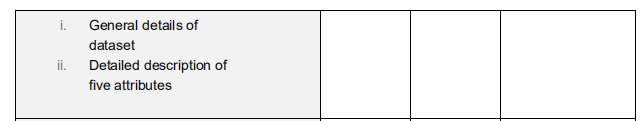 i. General details of
dataset
ii. Detailed description of
five attributes